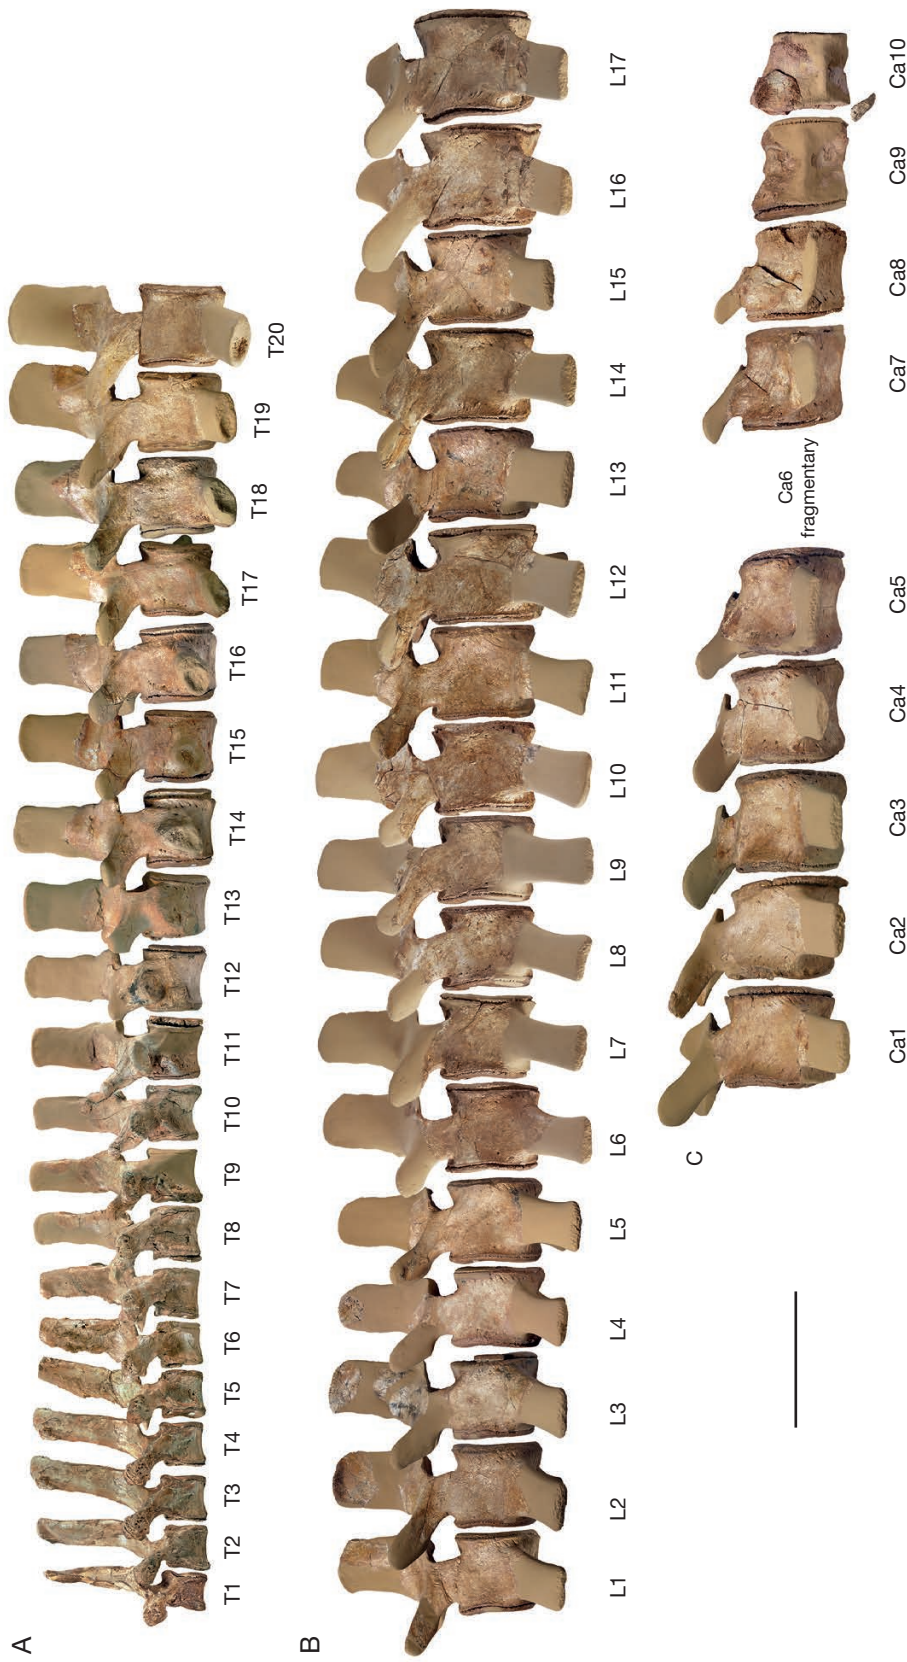 A
T1 T2 T3 T4 T5 T6 T7 T8 T9 T10 T11 T12 T13 T14 T15 T16 T17 T18 T19 T20
B
L1 L2 L3 L4 L5 L6 L7 L8 L9 L10 L11 L12 L13 L14 L15 L16 L17
C
Ca6
fragmentary
Ca1 Ca2 Ca3 Ca4 Ca5 Ca7 Ca8 Ca9 Ca10